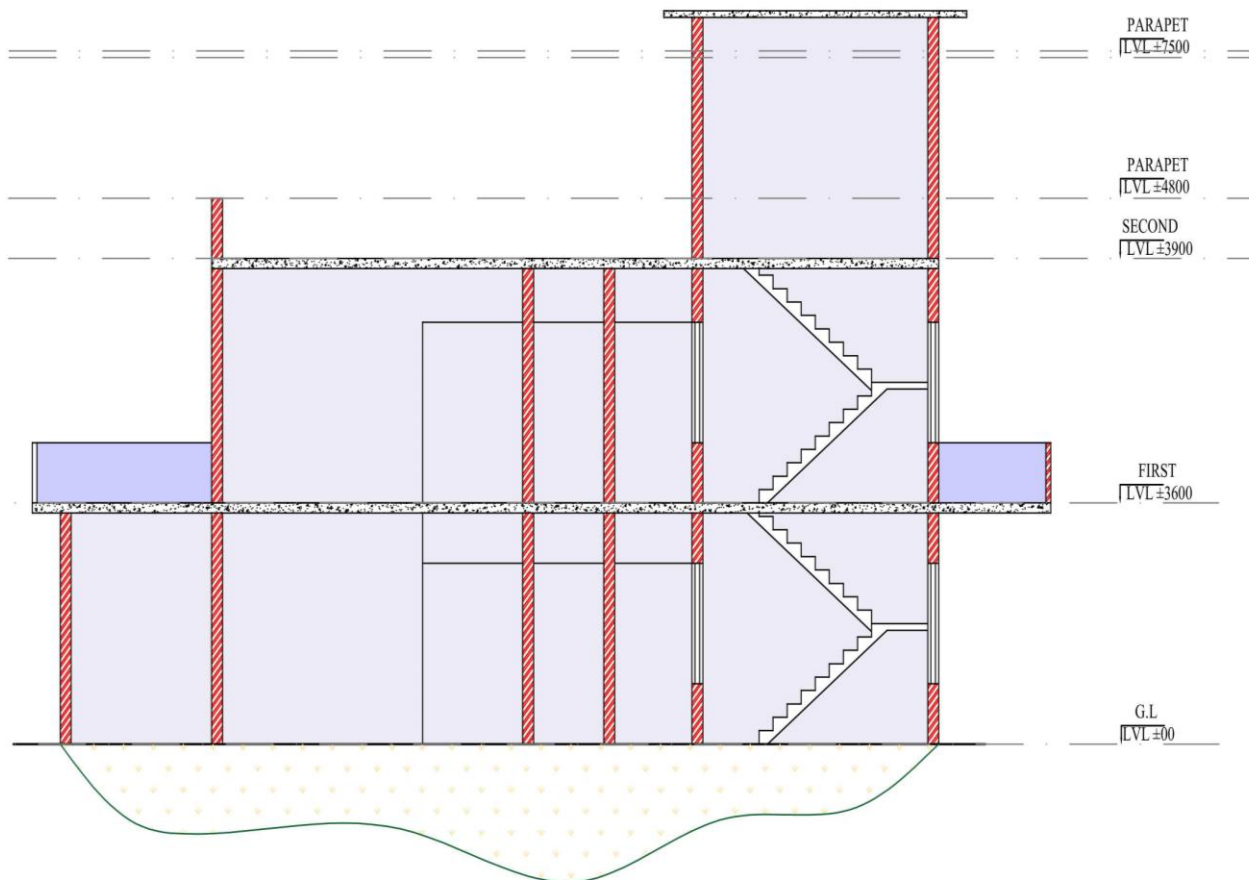 PARAPET
LVL ±7500
PARAPET
LVL ±4800
SECOND
LVL ±3900
FIRST
LVL ±3600
G.L
LVL ±00